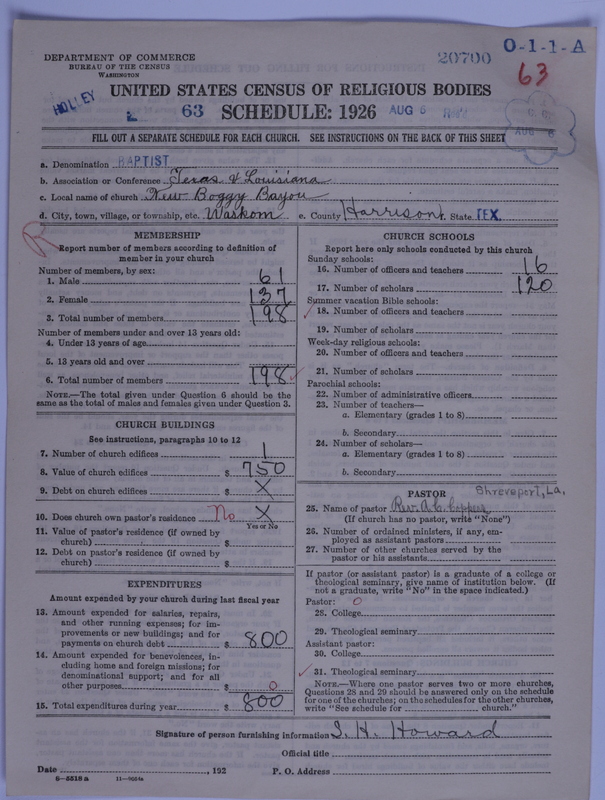 DEPARTMENT OF COMMERCE
BUREAU OF THE CENSUS
WASHINGTON
20700
O-1-1-A
63
UNITED STATES CENSUS OF RELIGIOUS BODIES
HOLLEY
63 SCHEDULE: 1926 AUG 6
AUG 6
FILL OUT A SEPARATE SCHEDULE FOR EACH CHURCH. SEE INSTRUCTIONS ON THE BACK OF THIS SHEET
a. Denomination BAPTIST
b. Association or Conference Texas & Louisiana
c. Local name of church New Boggy Bayou
d. City, town, village, or township, etc. Waskom e. County Harrison f. State TEX.
R
MEMBERSHIP
Report number of members according to definition of
member in your church
Number of members, by sex:
1. Male 61
2. Female 137
3. Total number of members 198
Number of members under and over 13 years old:
4. Under 13 years of age
5. 13 years old and over
6. Total number of members 198
NOTE.—The total given under Question 6 should be the
same as the total of males and females given under Question 3.
CHURCH BUILDINGS
See instructions, paragraphs 10 to 12
7. Number of church edifices 1
8. Value of church edifices $ 750
9. Debt on church edifices $ X
10. Does church own pastor's residence No X
Yes or No
11. Value of pastor's residence (if owned by
church) $
12. Debt on pastor's residence (if owned by
church) $
EXPENDITURES
Amount expended by your church during last fiscal year
13. Amount expended for salaries, repairs,
and other running expenses; for im-
provements or new buildings; and for
payments on church debt $ 800
14. Amount expended for benevolences, in-
cluding home and foreign missions; for
denominational support; and for all
other purposes $ 0
15. Total expenditures during year $ 800
CHURCH SCHOOLS
Report here only schools conducted by this church
Sunday schools:
16. Number of officers and teachers 16
17. Number of scholars 120
Summer vacation Bible schools:
18. Number of officers and teachers
19. Number of scholars
Week-day religious schools:
20. Number of officers and teachers
21. Number of scholars
Parochial schools:
22. Number of administrative officers
23. Number of teachers—
a. Elementary (grades 1 to 8)
b. Secondary
24. Number of scholars—
a. Elementary (grades 1 to 8)
b. Secondary
PASTOR
Shreveport, La.
25. Name of pastor Rev. A. C.
(If church has no pastor, write "None")
26. Number of ordained ministers, if any, em-
ployed as assistant pastors
27. Number of other churches served by the
pastor or his assistants
If pastor (or assistant pastor) is a graduate of a college or
theological seminary, give name of institution below. (If
not a graduate, write "No" in the space indicated.)
Pastor: 0
28. College
29. Theological seminary
Assistant pastor:
30. College
31. Theological seminary
NOTE.—Where one pastor serves two or more churches,
Questions 28 and 29 should be answered only on the schedule
for one of the churches; on the schedules for the other churches,
write "See schedule for church."
Signature of person furnishing information I. H. Howard
Official title
Date , 192 P. O. Address
8-5518 a 11-9034a